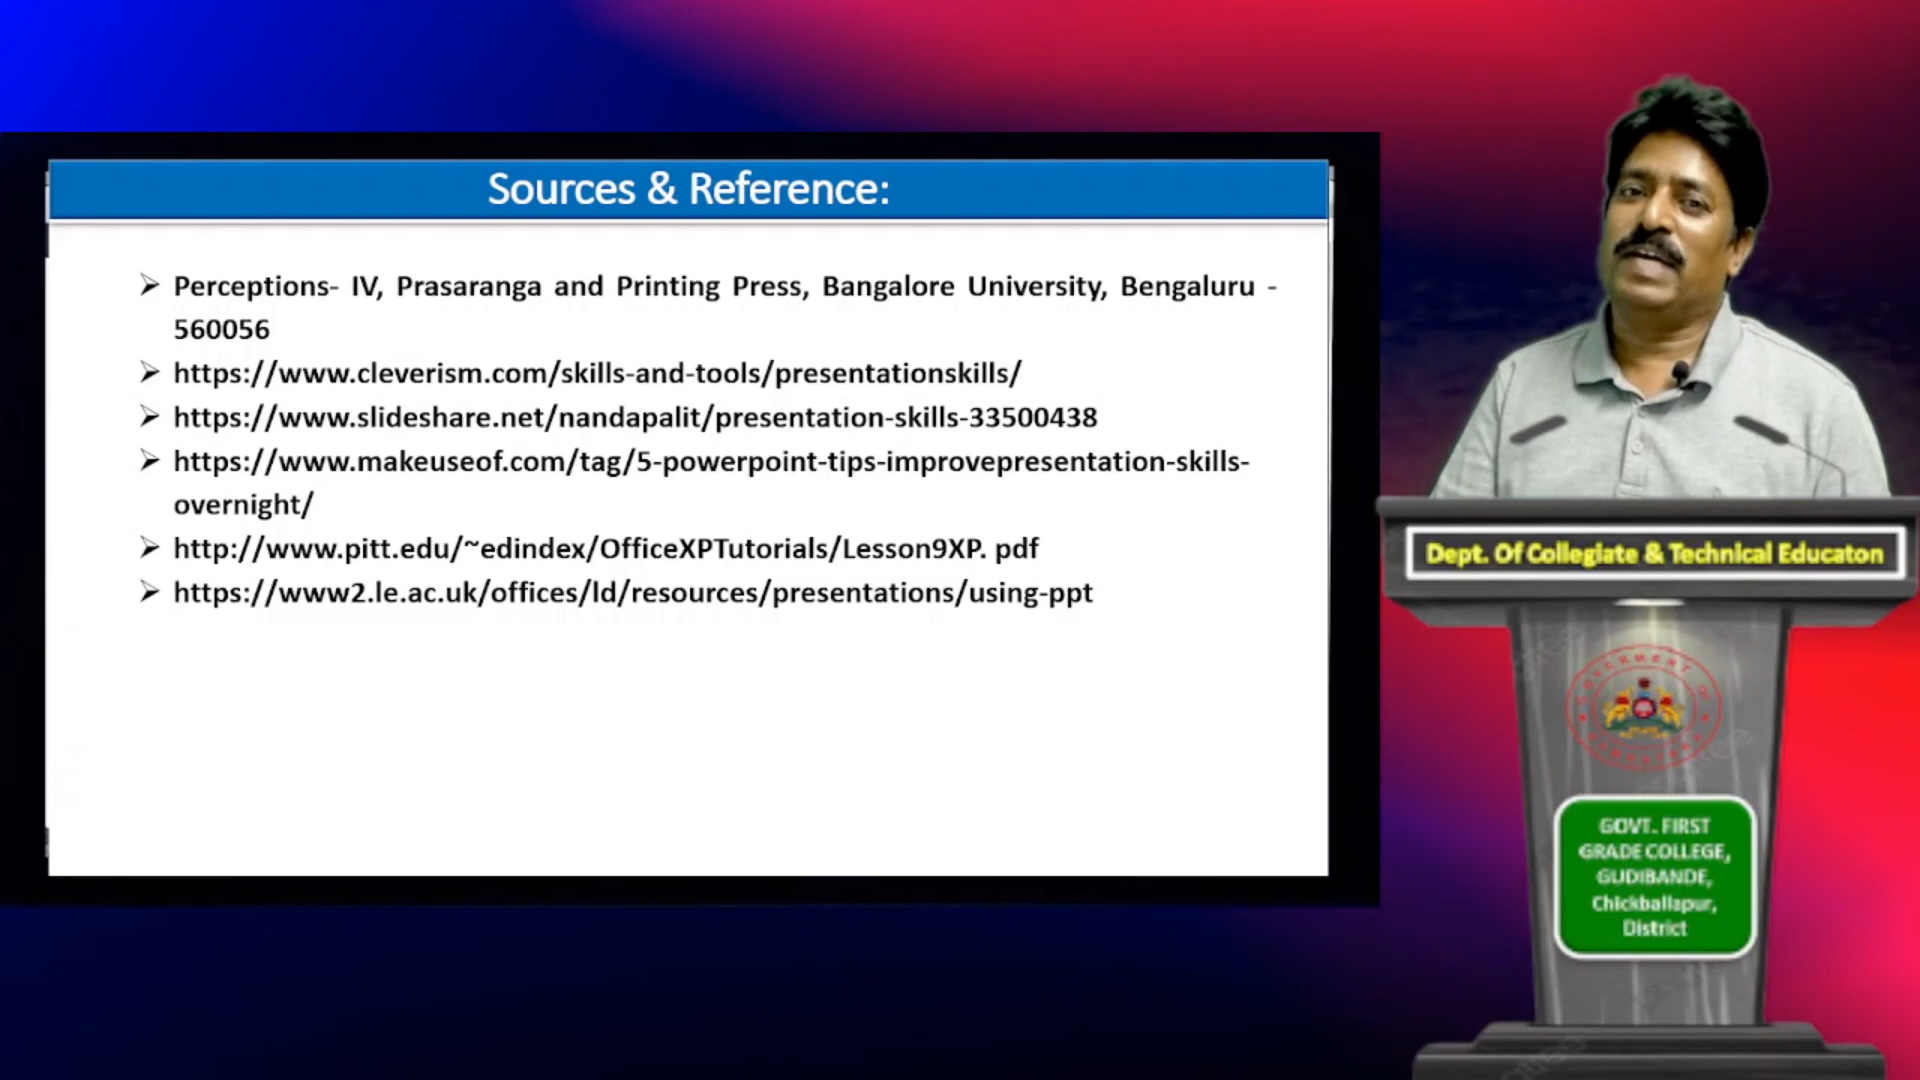 Sources & Reference:
➢ Perceptions- IV, Prasaranga and Printing Press, Bangalore University, Bengaluru -
560056
➢ https://www.cleverism.com/skills-and-tools/presentationskills/
➢ https://www.slideshare.net/nandapalit/presentation-skills-33500438
➢ https://www.makeuseof.com/tag/5-powerpoint-tips-improvepresentation-skills-
overnight/
➢ http://www.pitt.edu/~edindex/OfficeXPTutorials/Lesson9XP. pdf
➢ https://www2.le.ac.uk/offices/ld/resources/presentations/using-ppt
Dept. Of Collegiate & Technical Educaton
GOVERNMENT OF
KARNATAKA
GOVT. FIRST
GRADE COLLEGE,
GUDIBANDE,
Chickballapur,
District